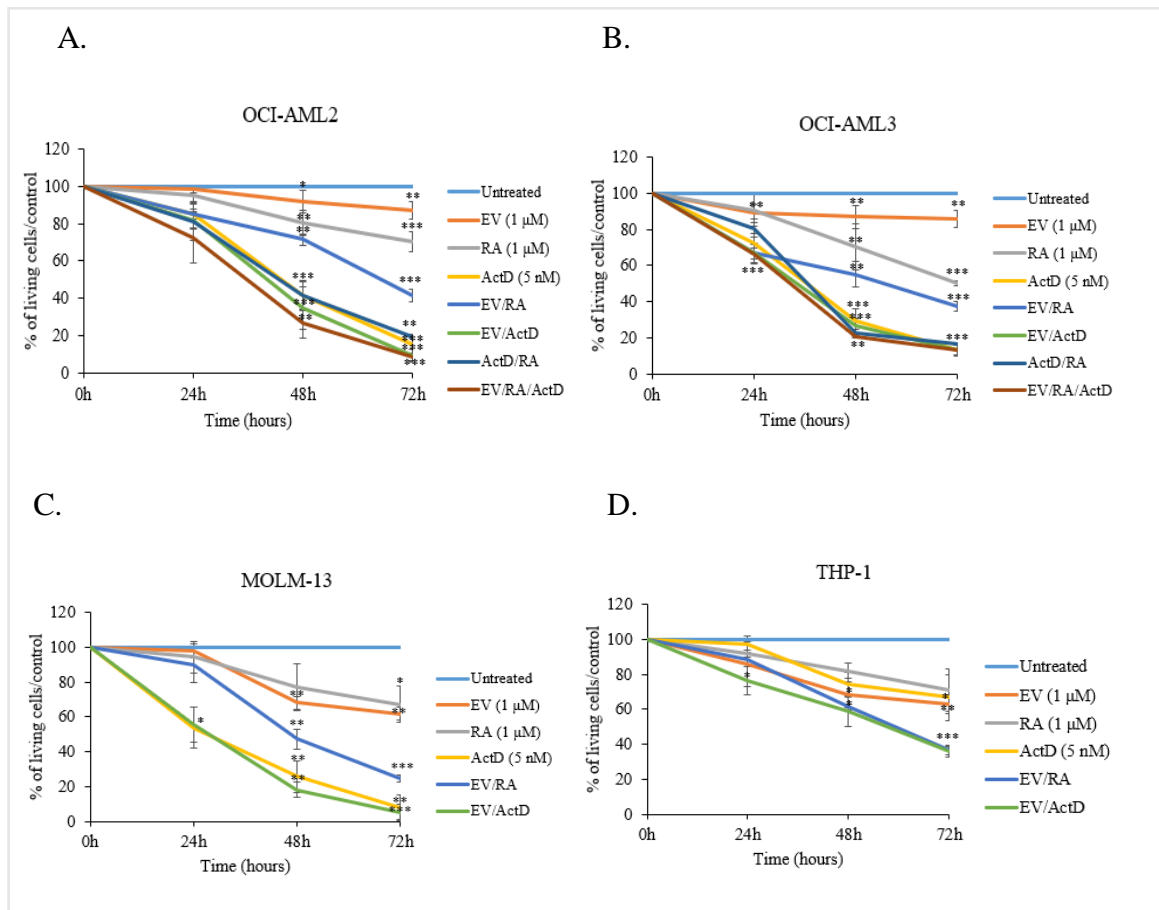 A.
OCI-AML2
% of living cells/control
120
100
80
60
40
20
0
0h 24h 48h 72h
Time (hours)
* ** ** ** *** *** *** ** *** ** *** *** ***
Untreated
EV (1 µM)
RA (1 µM)
ActD (5 nM)
EV/RA
EV/ActD
ActD/RA
EV/RA/ActD
B.
OCI-AML3
% of living cells/control
120
100
80
60
40
20
0
0h 24h 48h 72h
Time (hours)
** *** ** ** ** *** *** ** ** *** *** ***
Untreated
EV (1 µM)
RA (1 µM)
ActD (5 nM)
EV/RA
EV/ActD
ActD/RA
EV/RA/ActD
C.
MOLM-13
% of living cells/control
120
100
80
60
40
20
0
0h 24h 48h 72h
Time (hours)
* ** ** ** ** * ** *** ** ***
Untreated
EV (1 µM)
RA (1 µM)
ActD (5 nM)
EV/RA
EV/ActD
D.
THP-1
% of living cells/control
120
100
80
60
40
20
0
0h 24h 48h 72h
Time (hours)
* * * * ** ***
Untreated
EV (1 µM)
RA (1 µM)
ActD (5 nM)
EV/RA
EV/ActD